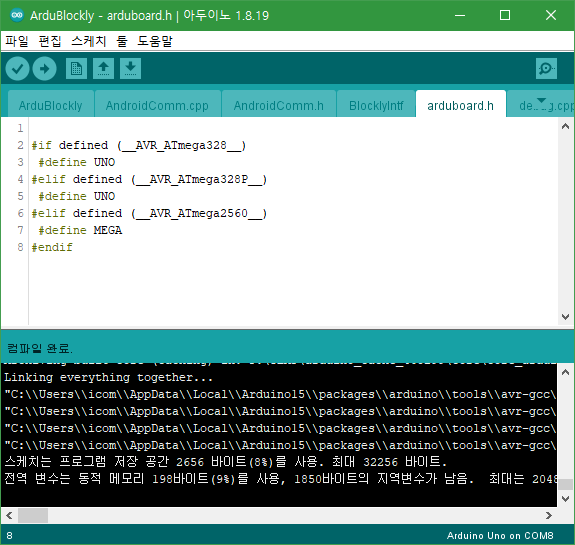 ArduBlockly - arduboard.h | 아두이노 1.8.19
파일 편집 스케치 툴 도움말
ArduBlockly AndroidComm.cpp AndroidComm.h BlocklyIntf arduboard.h
1
2 #if defined (__AVR_ATmega328__)
3 #define UNO
4 #elif defined (__AVR_ATmega328P__)
5 #define UNO
6 #elif defined (__AVR_ATmega2560__)
7 #define MEGA
8 #endif
컴파일 완료.
Linking everything together...
"C:\\Users\\icom\\AppData\\Local\\Arduino15\\packages\\arduino\\tools\\avr-gcc\
"C:\\Users\\icom\\AppData\\Local\\Arduino15\\packages\\arduino\\tools\\avr-gcc\
"C:\\Users\\icom\\AppData\\Local\\Arduino15\\packages\\arduino\\tools\\avr-gcc\
"C:\\Users\\icom\\AppData\\Local\\Arduino15\\packages\\arduino\\tools\\avr-gcc\
스케치는 프로그램 저장 공간 2656 바이트(8%)를 사용. 최대 32256 바이트.
전역 변수는 동적 메모리 198바이트(9%)를 사용, 1850바이트의 지역변수가 남음.  최대는 2048
8 Arduino Uno on COM8